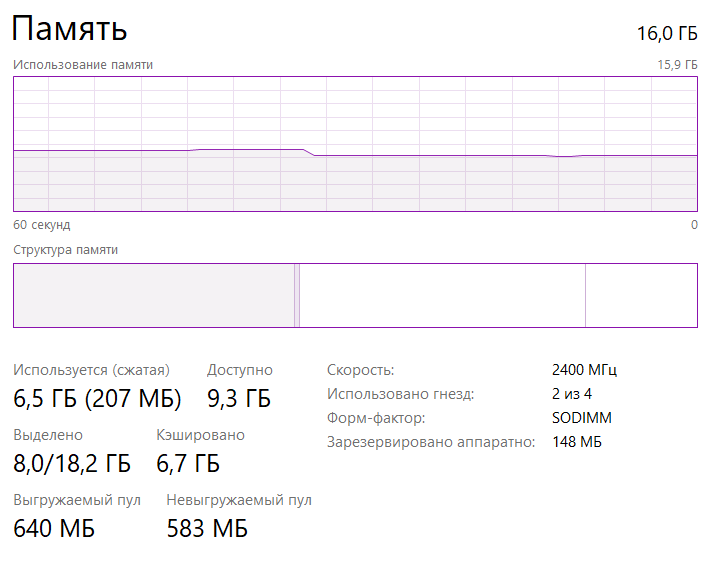 Память 16,0 ГБ
Использование памяти 15,9 ГБ
60 секунд 0
Структура памяти
Используется (сжатая) Доступно
6,5 ГБ (207 МБ) 9,3 ГБ
Выделено Кэшировано
8,0/18,2 ГБ 6,7 ГБ
Выгружаемый пул Невыгружаемый пул
640 МБ 583 МБ
Скорость: 2400 МГц
Использовано гнезд: 2 из 4
Форм-фактор: SODIMM
Зарезервировано аппаратно: 148 МБ